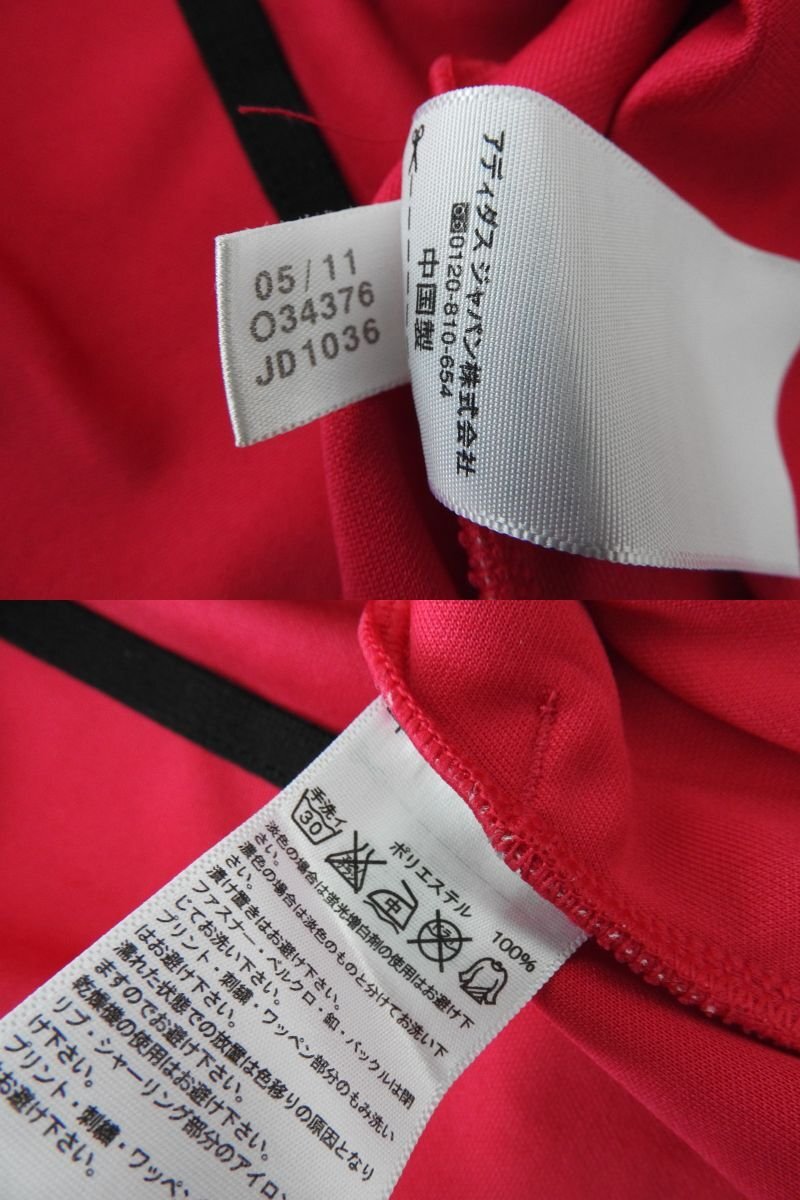 05/11
O34376
JD1036
アディダス ジャパン株式会社
0120-810-654
中国製
手洗イ
30
ポリエステル 100%
淡色の場合は蛍光増白剤の使用はお避け下
さい。
濃色の場合は淡色のものと分けてお洗い下
さい。
漬け置きはお避け下さい。
ファスナー・ベルクロ・釦・バックルは閉
じてお洗い下さい。
プリント・刺繍・ワッペン部分のもみ洗い
はお避け下さい。
濡れた状態での放置は色移りの原因となり
ますのでお避け下さい。
乾燥機の使用はお避け下さい。
リブ・シャーリング部分のアイロン
け下さい。
プリント・刺繍・ワッペン
お避け下さい。